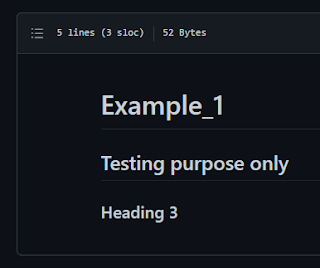 5 lines (3 sloc) 52 Bytes
Example_1
Testing purpose only
Heading 3